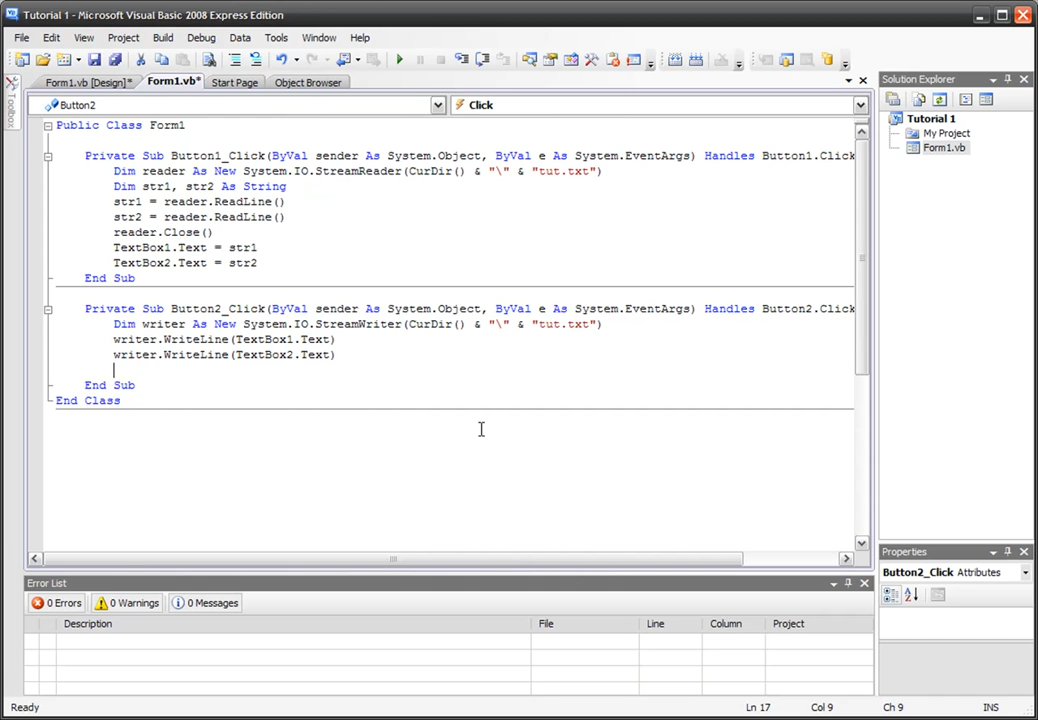 Tutorial 1 - Microsoft Visual Basic 2008 Express Edition
File Edit View Project Build Debug Data Tools Window Help
Toolbox
Form1.vb [Design]* Form1.vb* Start Page Object Browser
Button2 Click
Public Class Form1
Private Sub Button1_Click(ByVal sender As System.Object, ByVal e As System.EventArgs) Handles Button1.Click
Dim reader As New System.IO.StreamReader(CurDir() & "\" & "tut.txt")
Dim str1, str2 As String
str1 = reader.ReadLine()
str2 = reader.ReadLine()
reader.Close()
TextBox1.Text = str1
TextBox2.Text = str2
End Sub
Private Sub Button2_Click(ByVal sender As System.Object, ByVal e As System.EventArgs) Handles Button2.Click
Dim writer As New System.IO.StreamWriter(CurDir() & "\" & "tut.txt")
writer.WriteLine(TextBox1.Text)
writer.WriteLine(TextBox2.Text)
End Sub
End Class
Solution Explorer
Tutorial 1
My Project
Form1.vb
Properties
Button2_Click Attributes
Error List
0 Errors 0 Warnings 0 Messages
Description File Line Column Project
Ready Ln 17 Col 9 Ch 9 INS